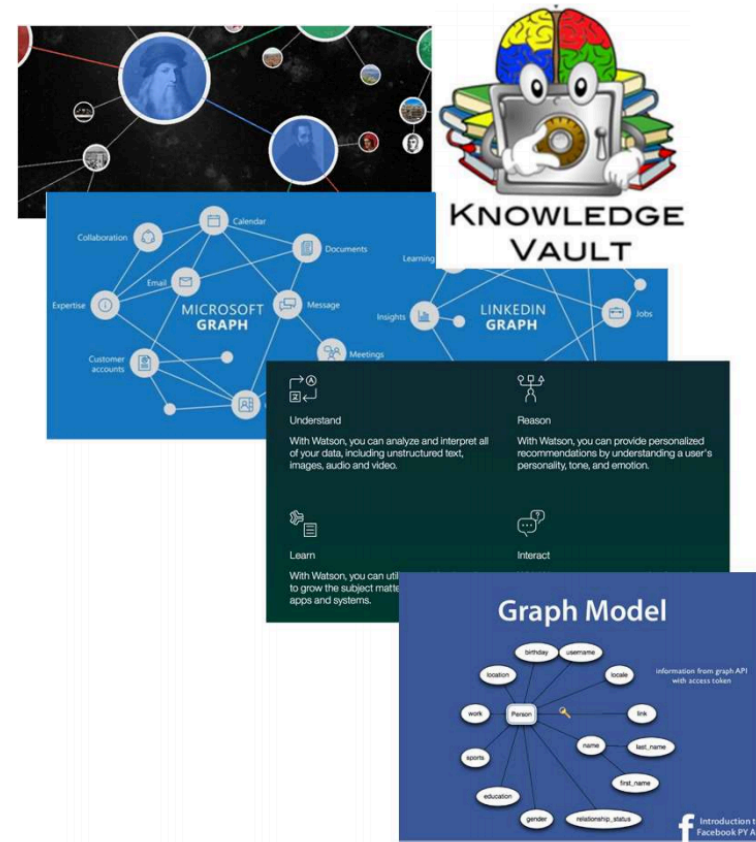 KNOWLEDGE
VAULT
Calendar
Collaboration
Documents
Learning
Email
Expertise
MICROSOFT
GRAPH
Message
Insights
LINKEDIN
GRAPH
Jobs
Customer
accounts
Meetings
Understand
With Watson, you can analyze and interpret all
of your data, including unstructured text,
images, audio and video.
Reason
With Watson, you can provide personalized
recommendations by understanding a user's
personality, tone, and emotion.
Learn
With Watson, you can
to grow the subject
apps and systems.
Interact
Graph Model
birthday
username
location
locale
information from graph API
with access token
work
Person
link
name
last_name
sports
first_name
education
gender
relationship_status
f
Introduction
Facebook PY